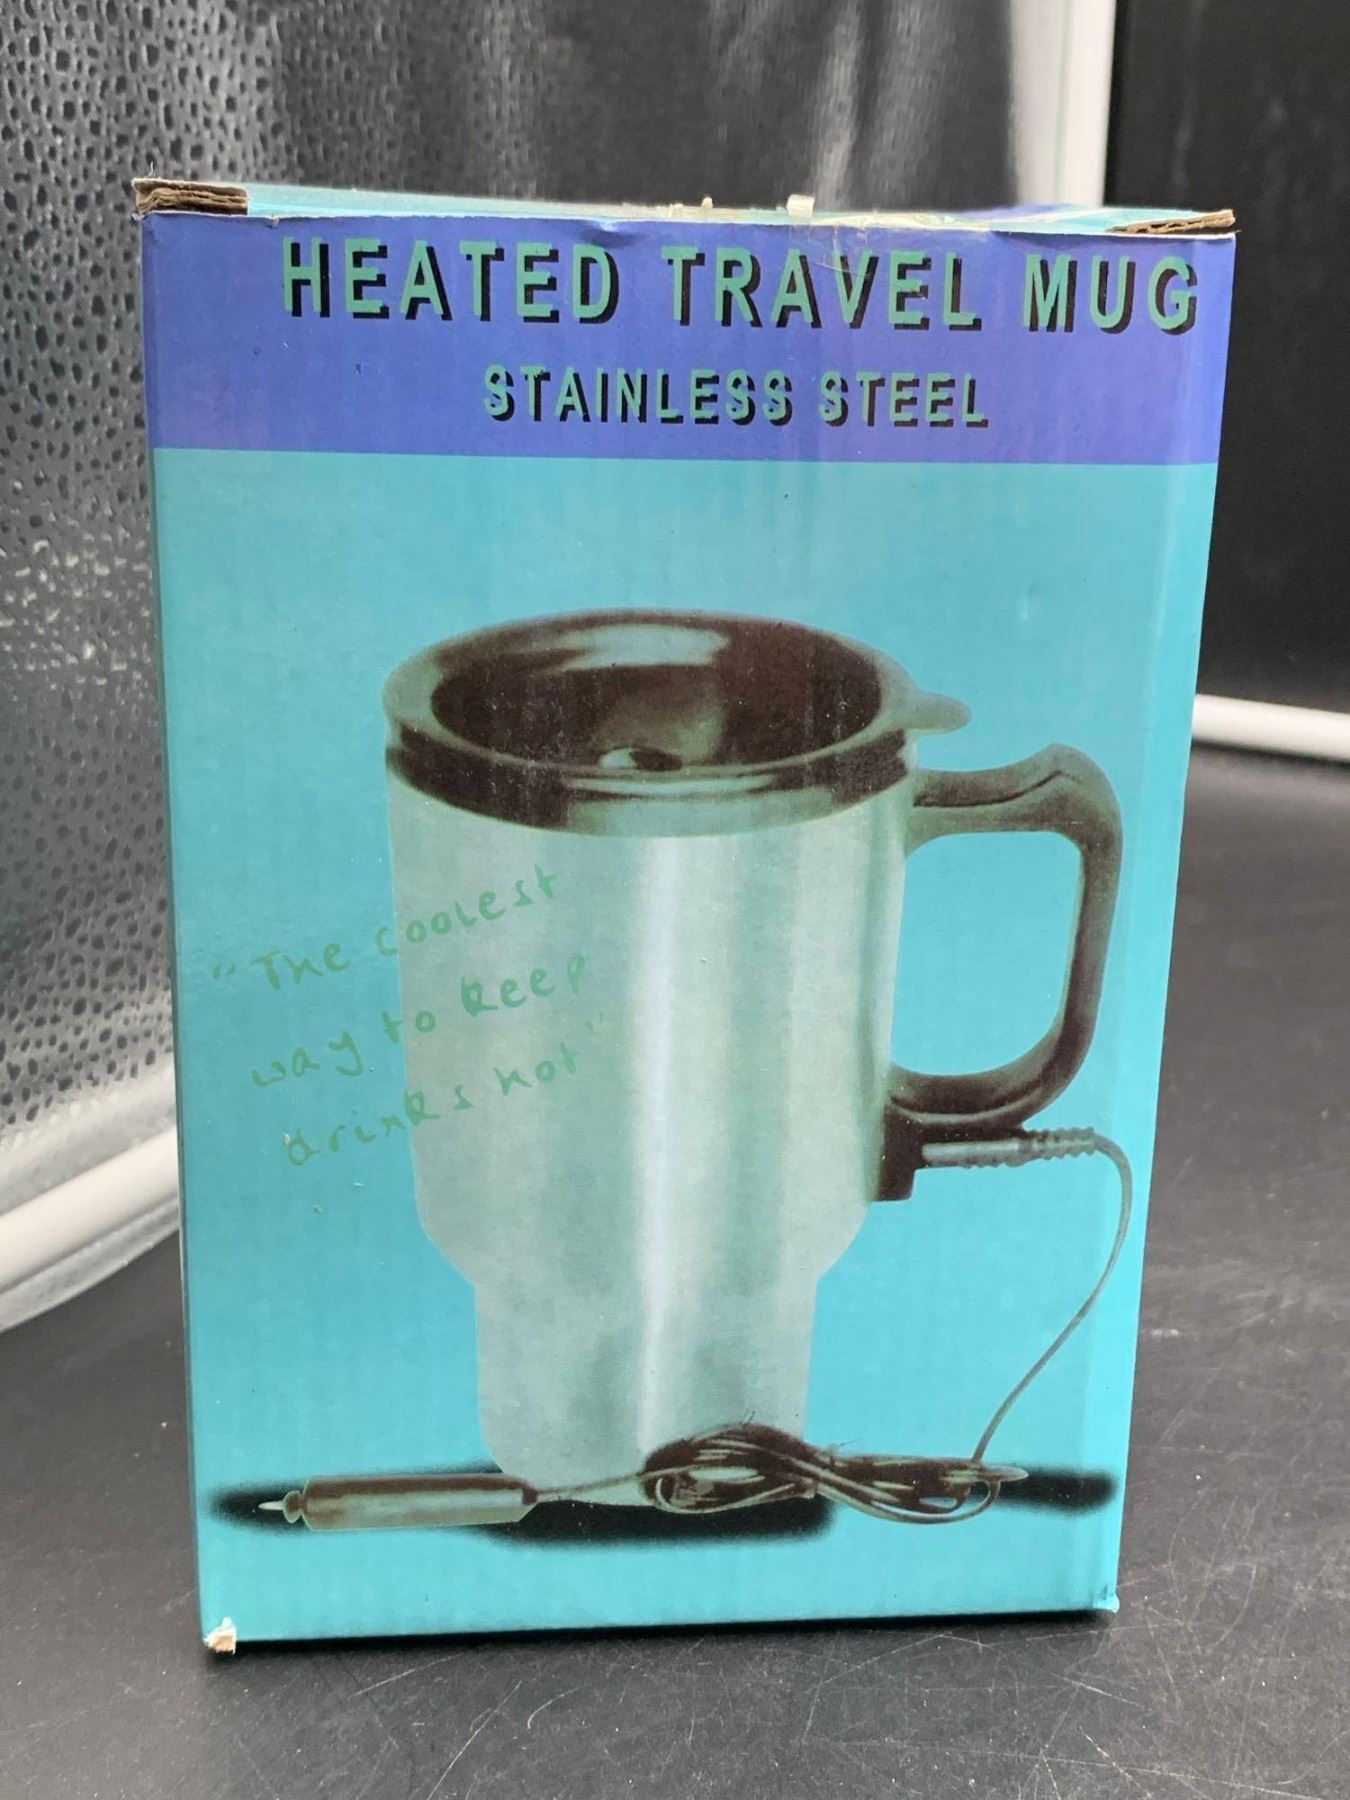 HEATED TRAVEL MUG
STAINLESS STEEL
"The coolest
way to keep
drinks hot"